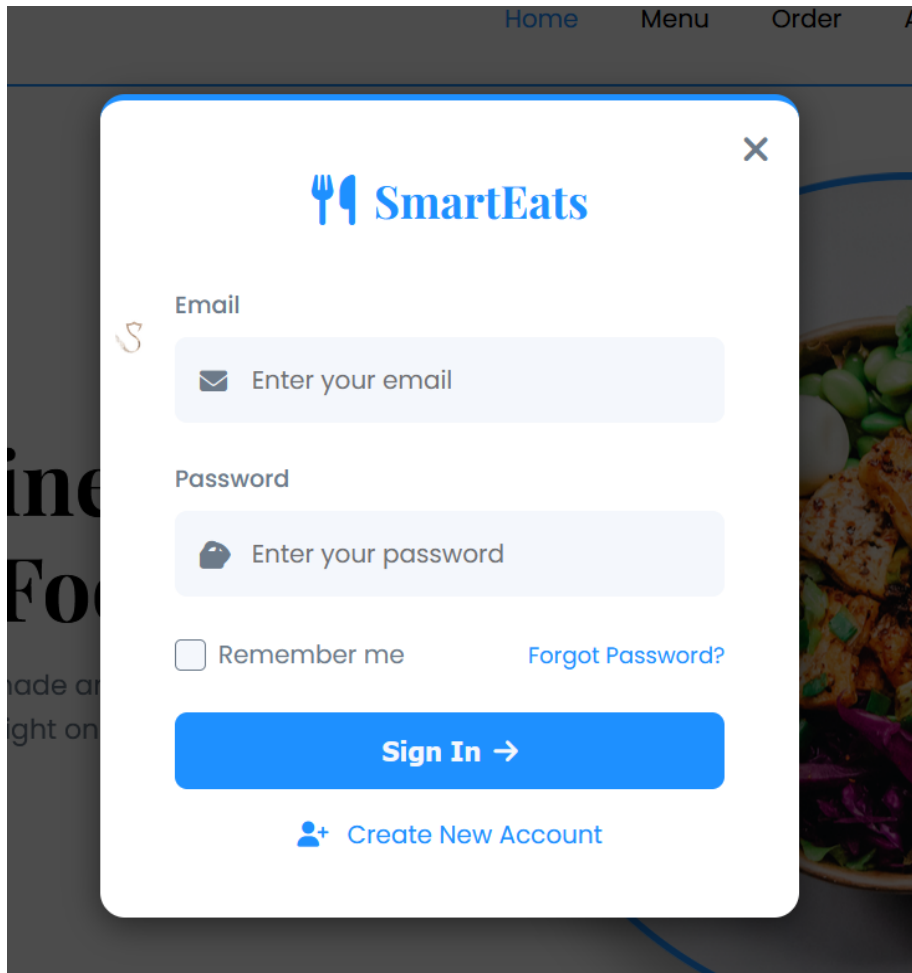 Home Menu Order
SmartEats
Email
Enter your email
Password
Enter your password
Remember me Forgot Password?
Sign In →
Create New Account